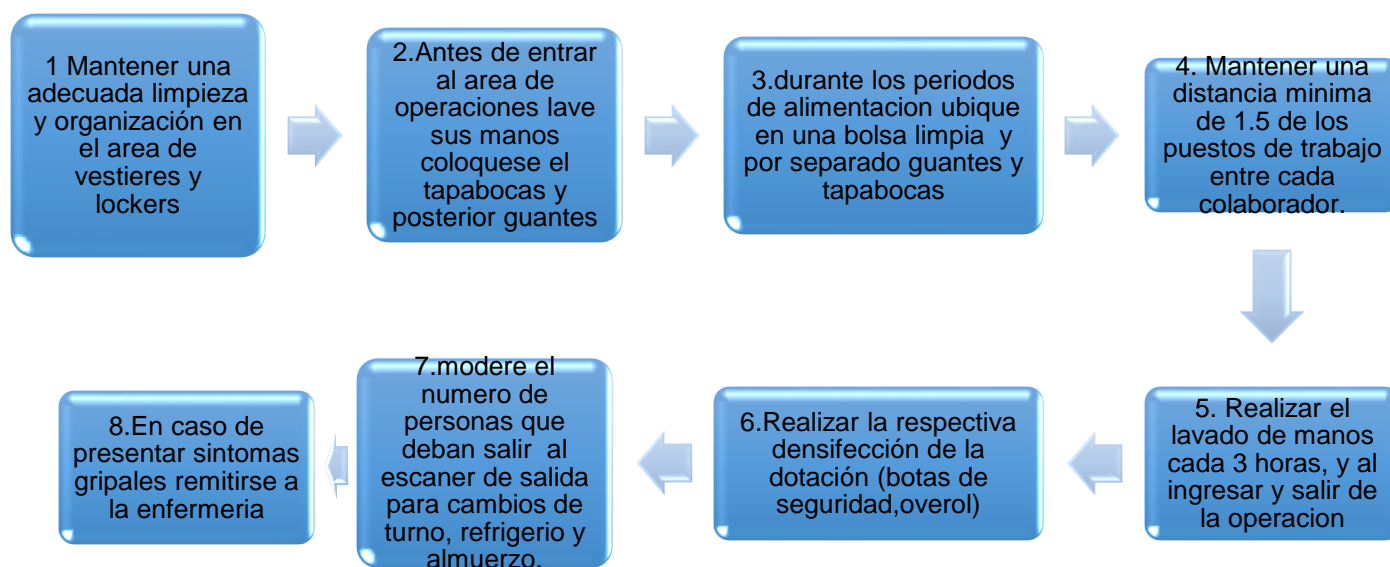 1 Mantener una
adecuada limpieza
y organización en
el area de
vestieres y
lockers
2.Antes de entrar
al area de
operaciones lave
sus manos
coloquese el
tapabocas y
posterior guantes
3.durante los periodos
de alimentacion ubique
en una bolsa limpia y
por separado guantes y
tapabocas
4. Mantener una
distancia minima
de 1.5 de los
puestos de trabajo
entre cada
colaborador.
5. Realizar el
lavado de manos
cada 3 horas, y al
ingresar y salir de
la operacion
6.Realizar la respectiva
densifección de la
dotación (botas de
seguridad,overol)
7.modere el
numero de
personas que
deban salir al
escaner de salida
para cambios de
turno, refrigerio y
almuerzo.
8.En caso de
presentar sintomas
gripales remitirse a
la enfermeria